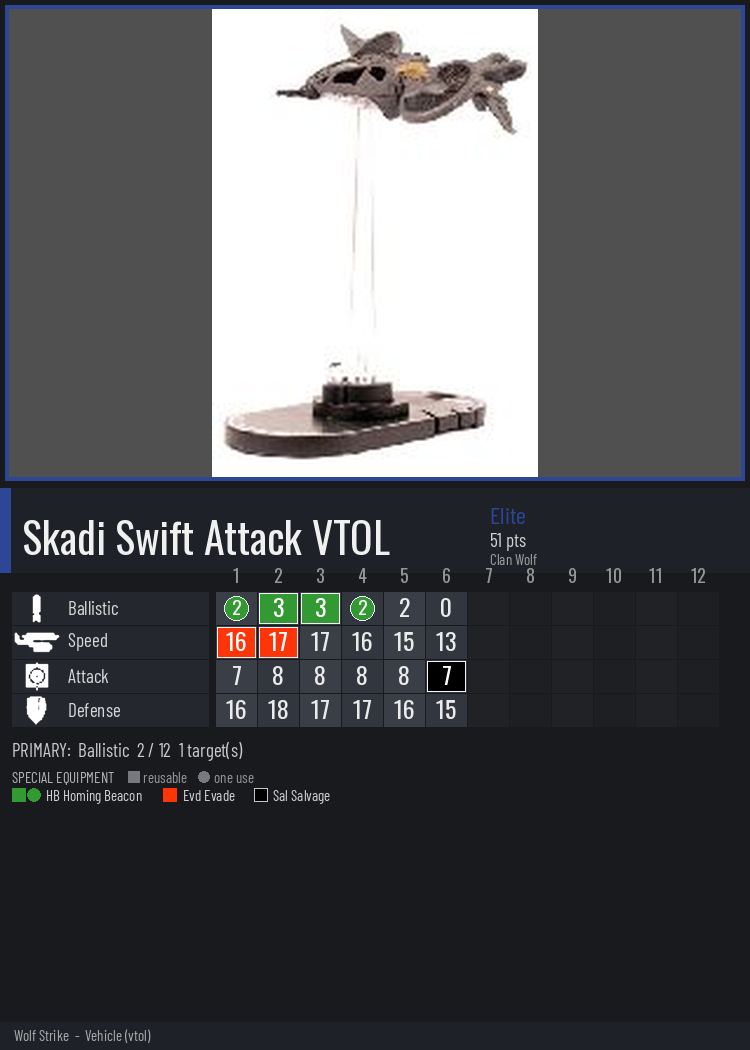 Skadi Swift Attack VTOL
Elite
51 pts
Clan Wolf
1 2 3 4 5 6 7 8 9 10 11 12
Ballistic 2 3 3 2 2 0
Speed 16 17 17 16 15 13
Attack 7 8 8 8 8 7
Defense 16 18 17 17 16 15
PRIMARY: Ballistic 2 / 12 1 target(s)
SPECIAL EQUIPMENT reusable one use
HB Homing Beacon Evd Evade Sal Salvage
Wolf Strike - Vehicle (vtol)